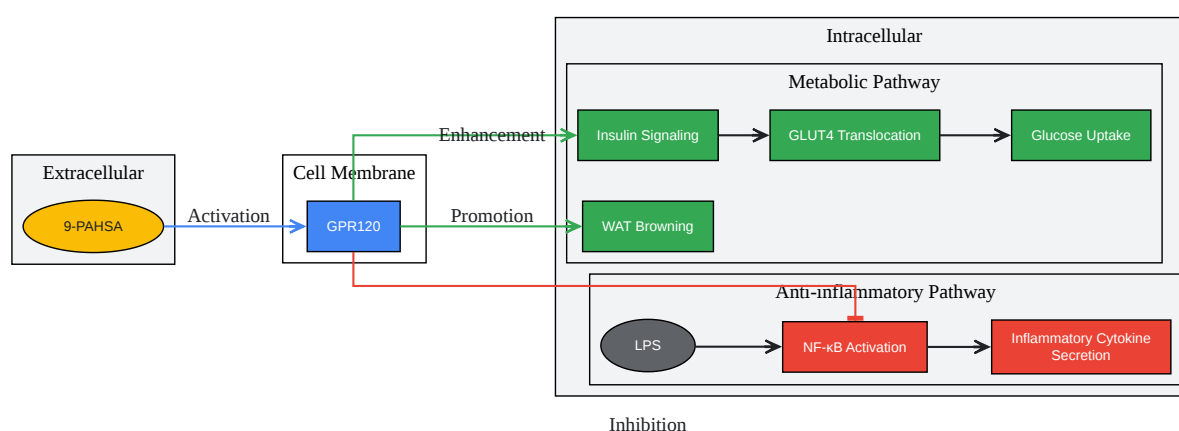 Intracellular
Metabolic Pathway
Enhancement
Insulin Signaling
GLUT4 Translocation
Glucose Uptake
Extracellular
Cell Membrane
9-PAHSA
Activation
GPR120
Promotion
WAT Browning
Anti-inflammatory Pathway
LPS
NF-κB Activation
Inflammatory Cytokine
Secretion
Inhibition